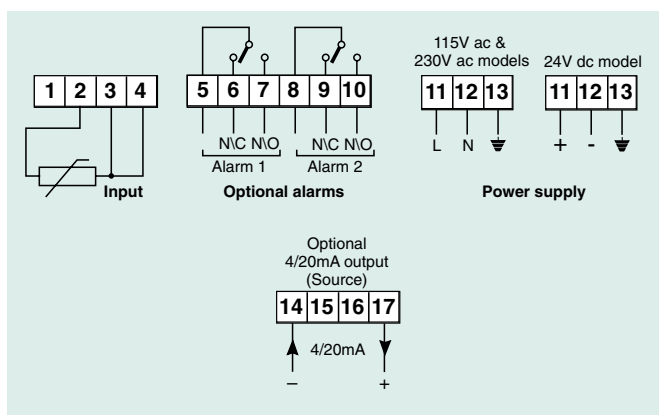 115V ac &
230V ac models 24V dc model
1 2 3 4
5 6 7 8 9 10
11 12 13
11 12 13
N\C N\O N\C N\O
L N
+ -
Alarm 1 Alarm 2
Input
Optional alarms
Power supply
Optional
4/20mA output
(Source)
14 15 16 17
4/20mA
– +